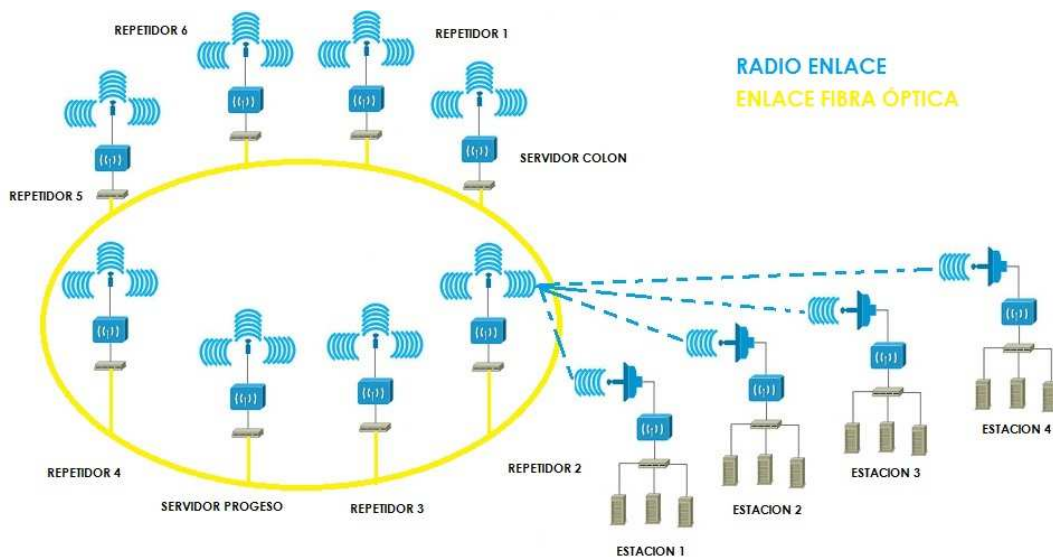 REPETIDOR 6
REPETIDOR 1
RADIO ENLACE
ENLACE FIBRA ÓPTICA
SERVIDOR COLON
REPETIDOR 5
REPETIDOR 4
SERVIDOR PROGESO
REPETIDOR 3
REPETIDOR 2
ESTACION 1
ESTACION 2
ESTACION 3
ESTACION 4